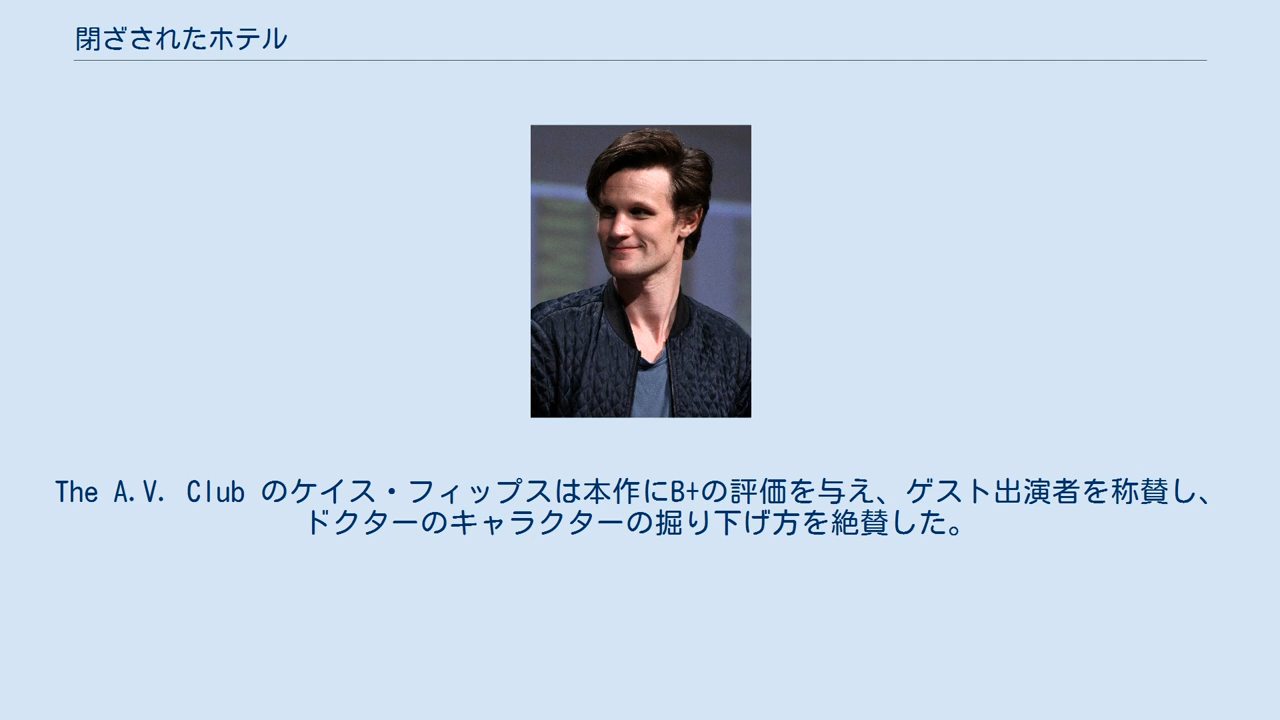 閉ざされたホテル
The A.V. Club のケイス・フィップスは本作にB+の評価を与え、ゲスト出演者を称賛し、
ドクターのキャラクターの掘り下げ方を絶賛した。